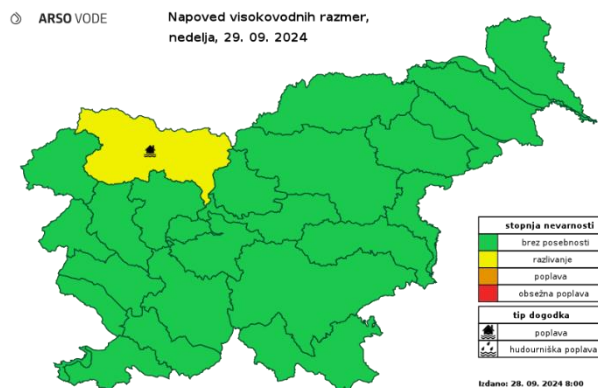 ARSO VODE
Napoved visokovodnih razmer,
nedelja, 29. 09. 2024
stopnja nevarnosti
brez posebnosti
razlivanje
poplava
obsežna poplava
tip dogodka
poplava
hudourniška poplava
Izdano: 28. 09. 2024 8:00